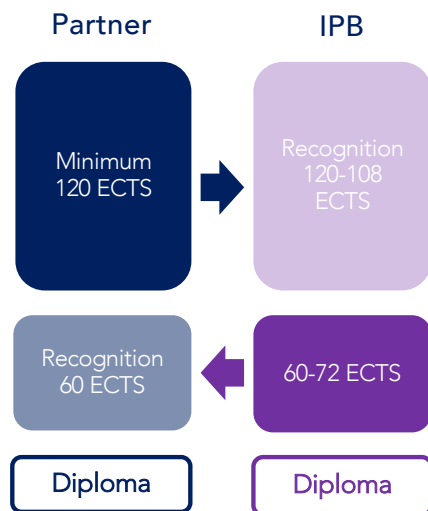 Partner
IPB
Minimum
120 ECTS
Recognition
120-108
ECTS
Recognition
60 ECTS
60-72 ECTS
Diploma
Diploma